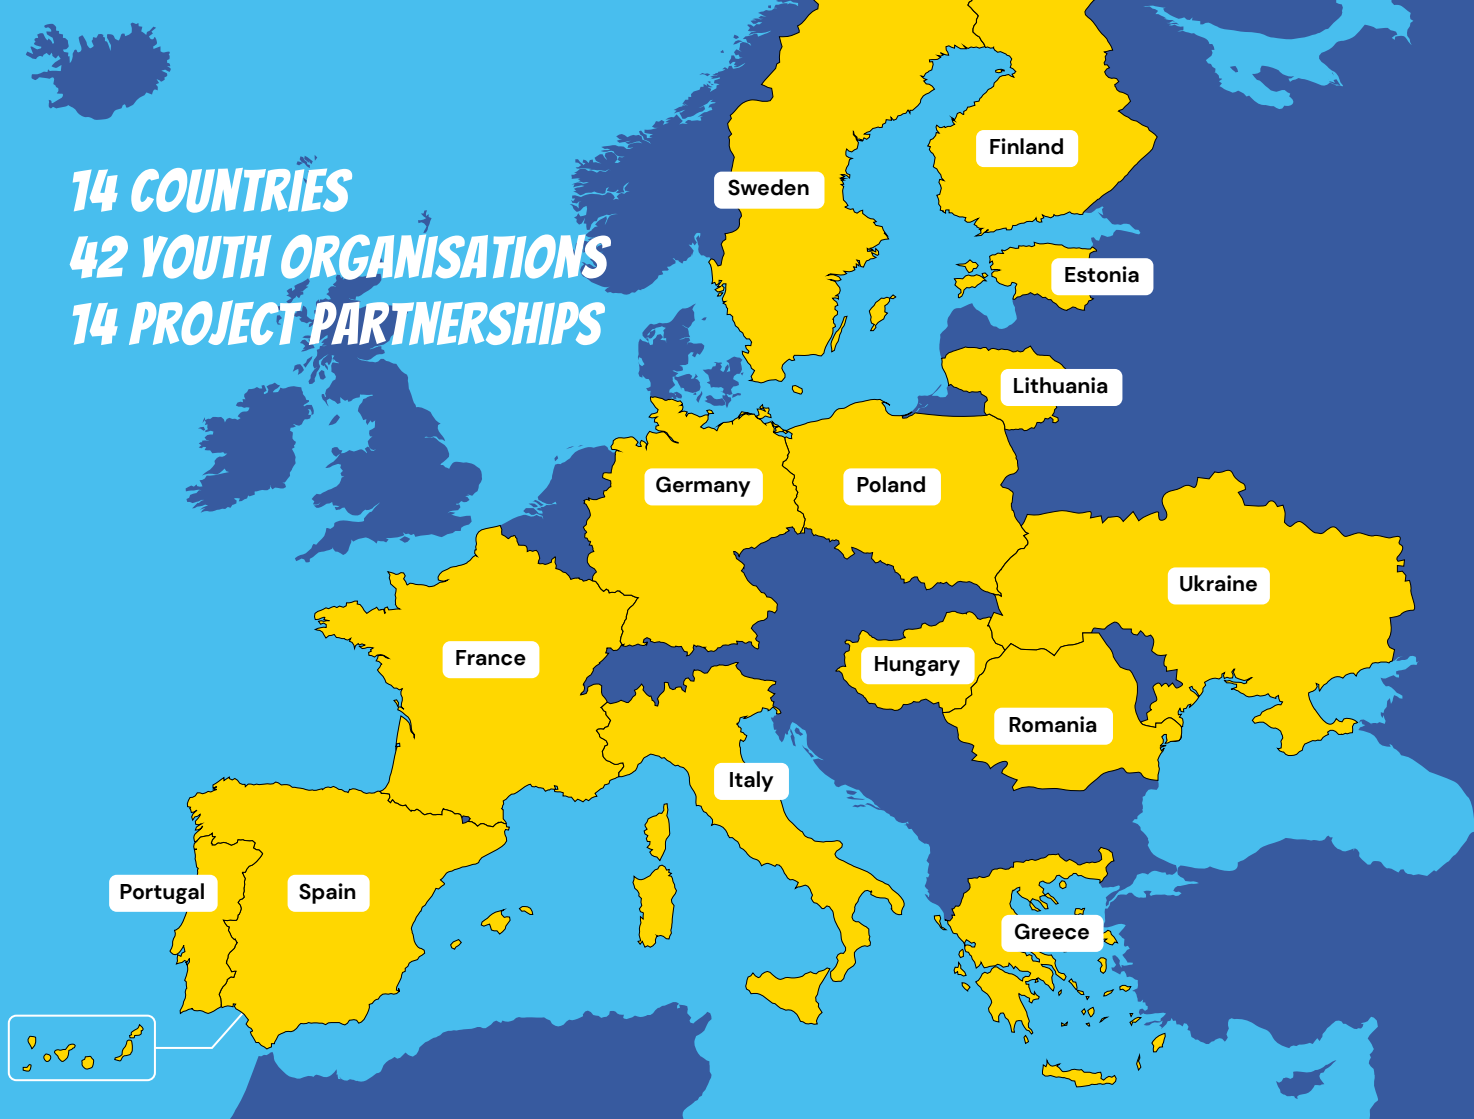 14 COUNTRIES
42 YOUTH ORGANISATIONS
14 PROJECT PARTNERSHIPS
Finland
Sweden
Estonia
Lithuania
Germany
Poland
Ukraine
France
Hungary
Romania
Italy
Portugal
Spain
Greece